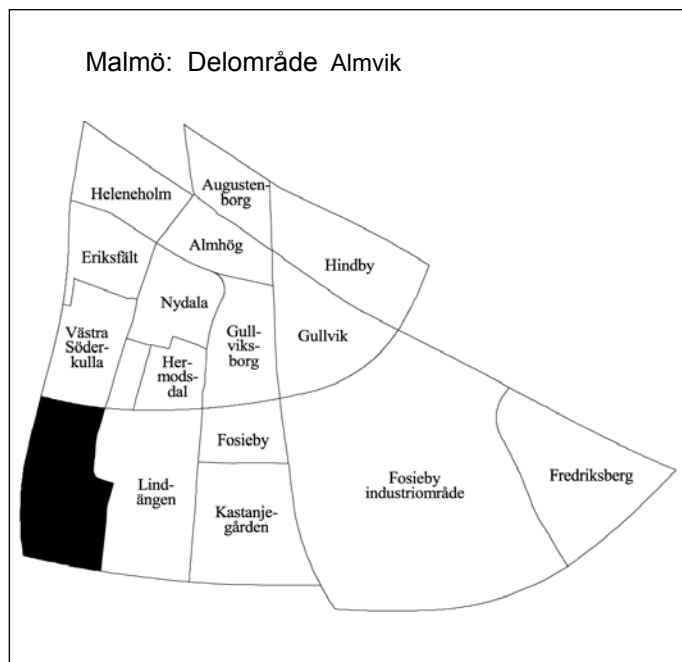 Malmö: Delområde Almvik
Heleneholm
Augusten-
borg
Eriksfält
Almhög
Hindby
Nydala
Västra
Söder-
kulla
Gull-
viks-
borg
Gullvik
Her-
mods-
dal
Fosieby
Lind-
ängen
Kastanje-
gården
Fosieby
industriområde
Fredriksberg